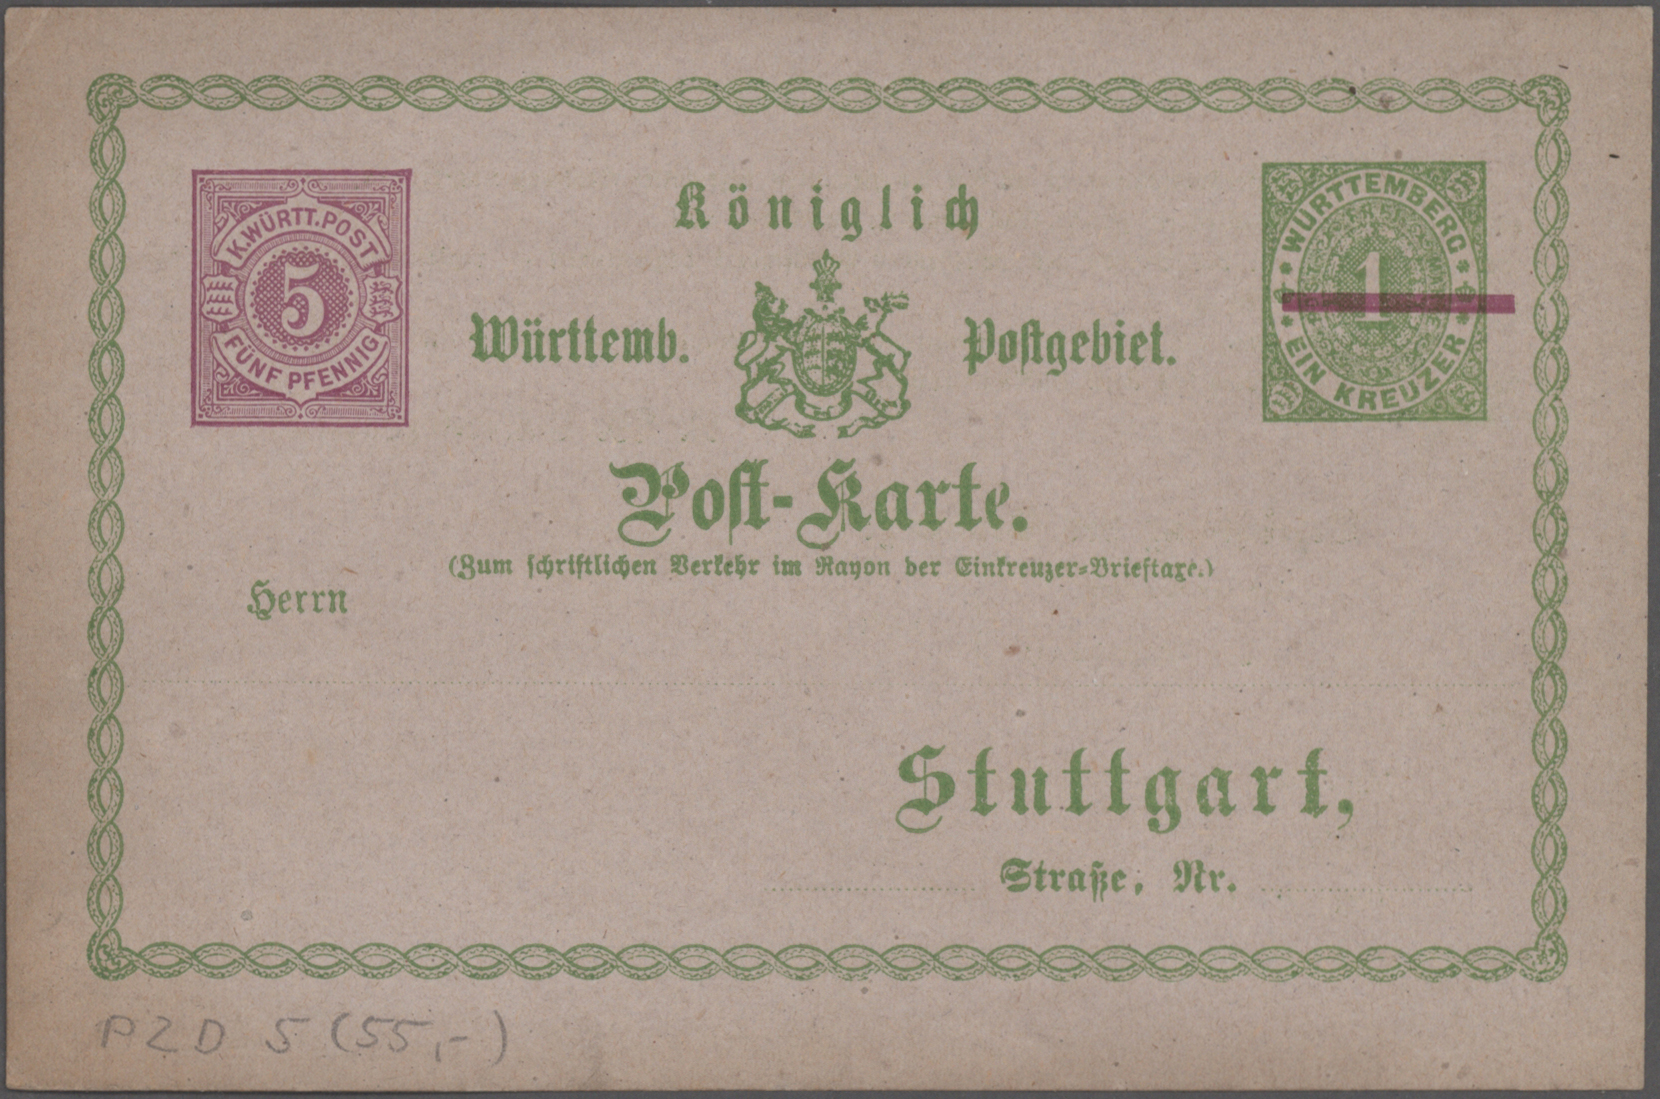 K. WÜRTT. POST
5
FÜNF PFENNIG
Königlich
Württemb. Postgebiet.
WÜRTTEMBERG
1
EIN KREUZER
Post-Karte.
(Zum schriftlichen Verkehr im Rayon der Einkreuzer-Brieftaxe.)
Herrn
Stuttgart,
Straße, Nr.
PZD 5 (55,-)